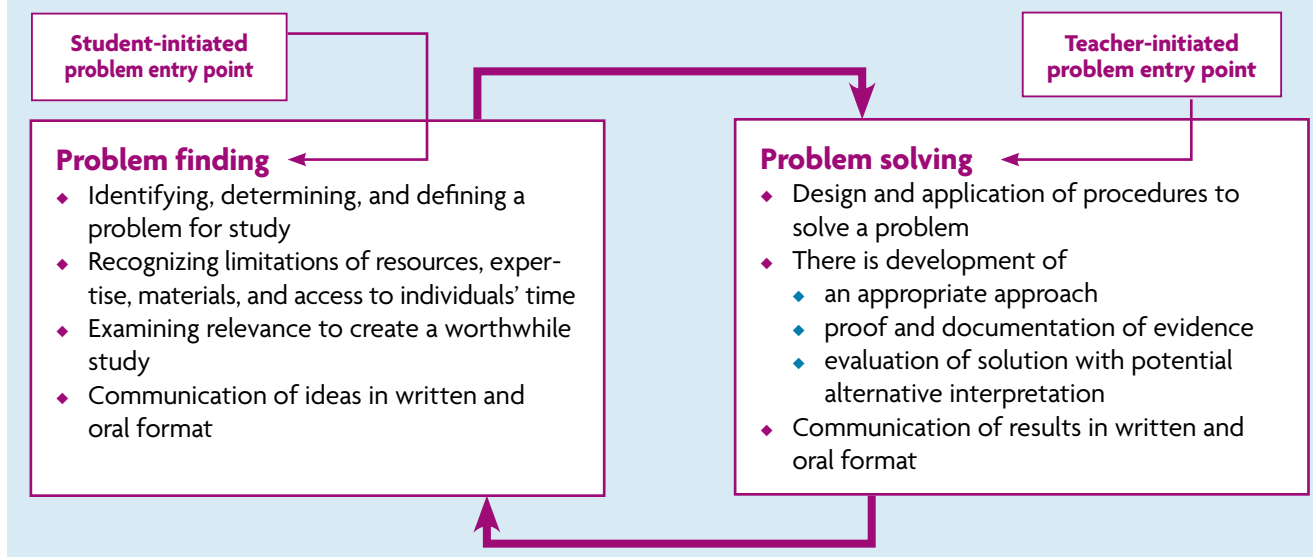 Student-initiated
problem entry point
Teacher-initiated
problem entry point
Problem finding
◆ Identifying, determining, and defining a
problem for study
◆ Recognizing limitations of resources, exper-
tise, materials, and access to individuals’ time
◆ Examining relevance to create a worthwhile
study
◆ Communication of ideas in written and
oral format
Problem solving
◆ Design and application of procedures to
solve a problem
◆ There is development of
◆ an appropriate approach
◆ proof and documentation of evidence
◆ evaluation of solution with potential
alternative interpretation
◆ Communication of results in written and
oral format